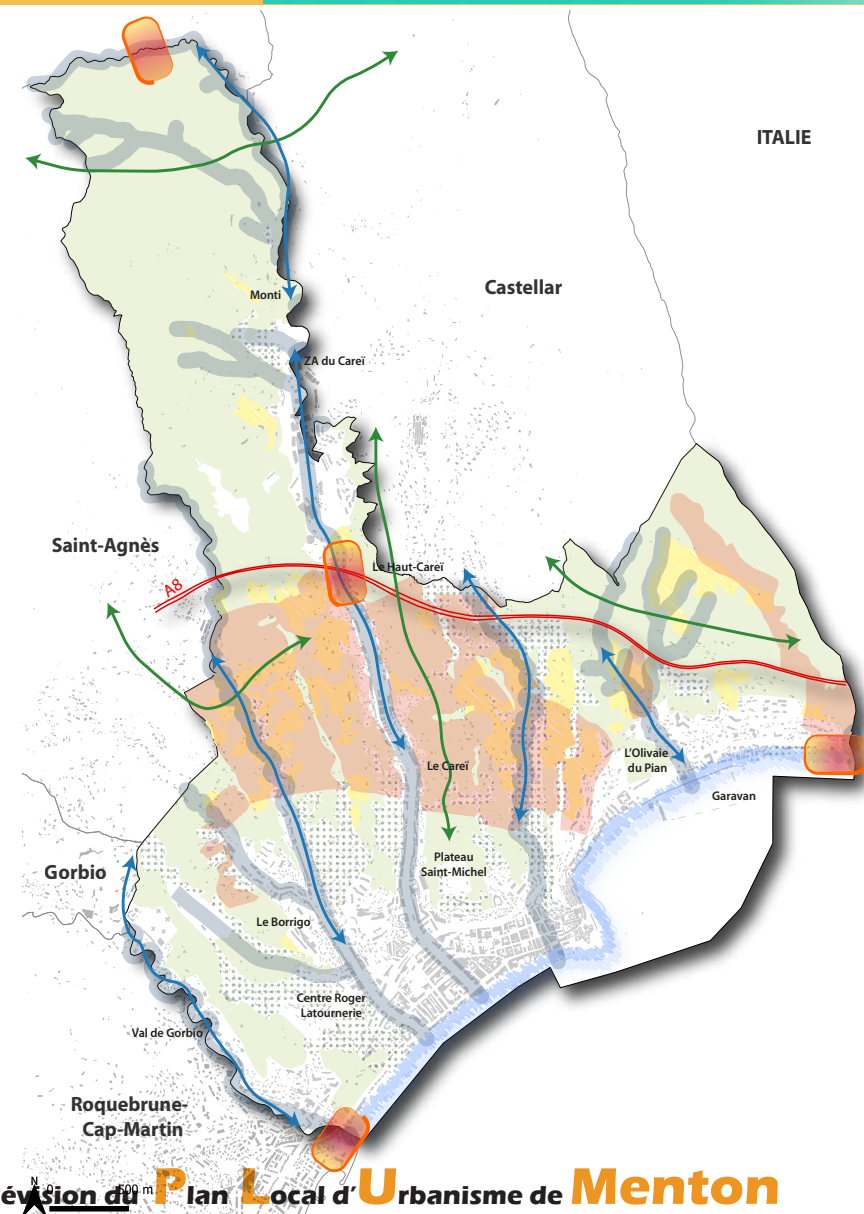 ITALIE
Castellar
Monti
ZA du Careï
Saint-Agnès
A8
Le Haut-Careï
L'Olivaie
du Pian
Le Careï
Garavan
Plateau
Saint-Michel
Gorbio
Le Borrigo
Centre Roger
Latournerie
Val de Gorbio
Roquebrune-
Cap-Martin
N
0 500 m
évision du Plan Local d'Urbanisme de Menton